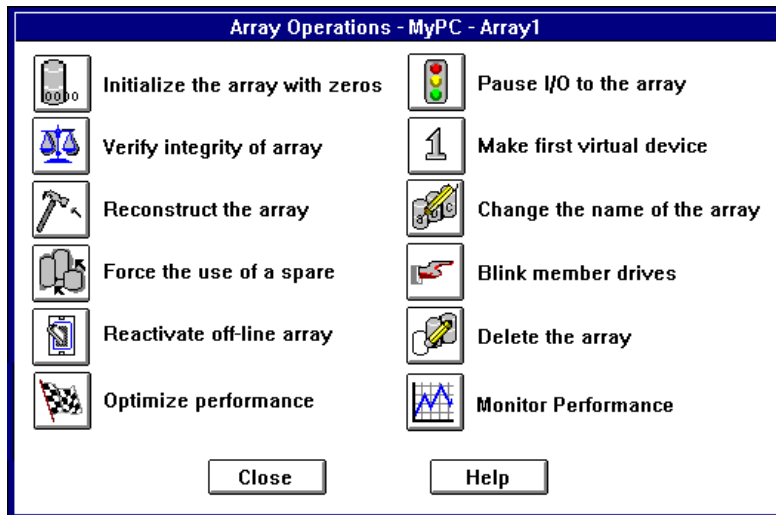 Array Operations - MyPC - Array1
Initialize the array with zeros
Verify integrity of array
Reconstruct the array
Force the use of a spare
Reactivate off-line array
Optimize performance
Pause I/O to the array
Make first virtual device
Change the name of the array
Blink member drives
Delete the array
Monitor Performance
Close
Help